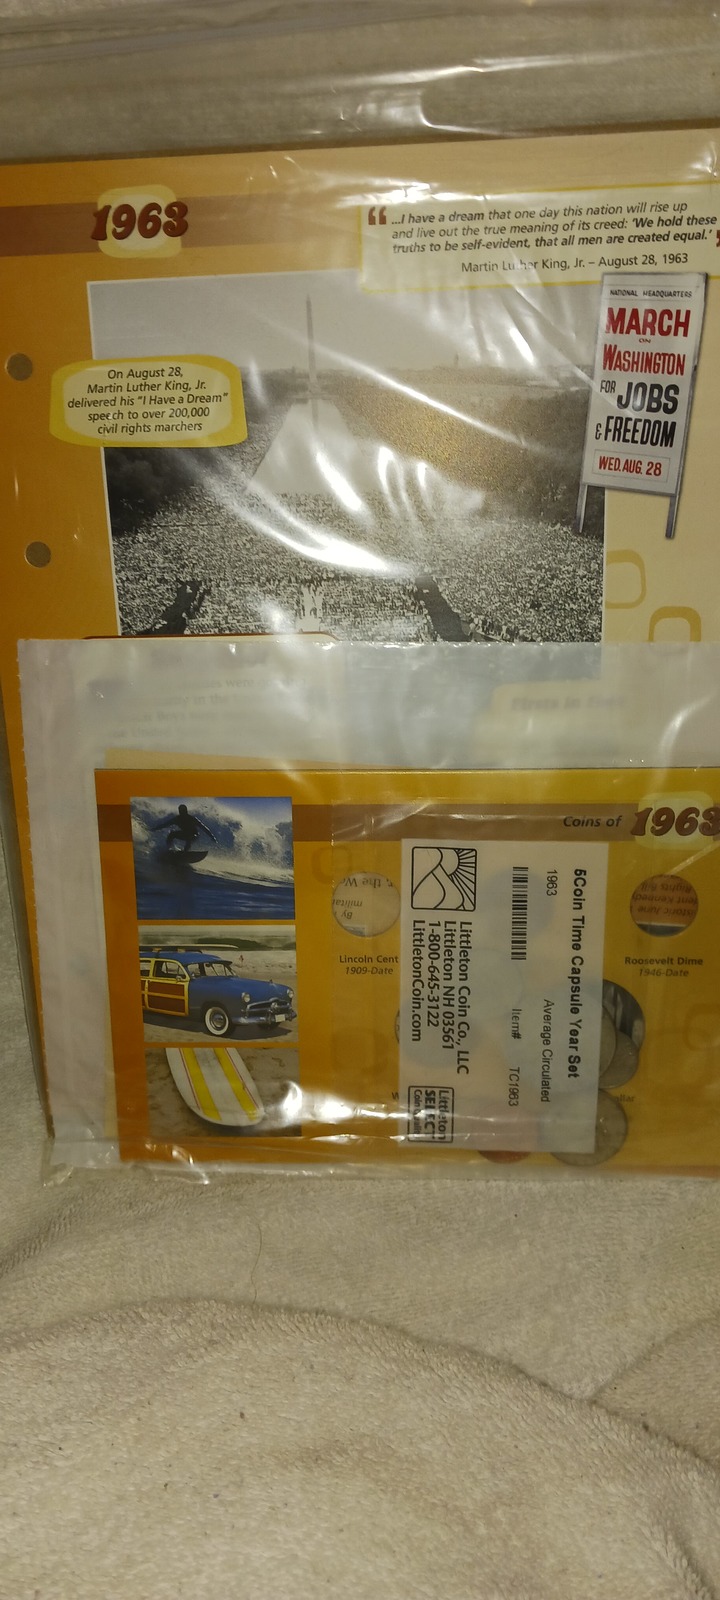 1963
“ ...I have a dream that one day this nation will rise up
and live out the true meaning of its creed: ‘We hold these
truths to be self-evident, that all men are created equal.’ ”
Martin Luther King, Jr. – August 28, 1963
NATIONAL HEADQUARTERS
MARCH
ON
WASHINGTON
FOR JOBS
& FREEDOM
WED. AUG. 28
On August 28,
Martin Luther King, Jr.
delivered his “I Have a Dream”
speech to over 200,000
civil rights marchers
Coins of 1963
Lincoln Cent
1909-Date
Roosevelt Dime
1946-Date
5Coin Time Capsule Year Set
1963
Average Circulated
Item# TC1963
Littleton Coin Co., LLC
Littleton NH 03561
1-800-645-3122
LittletonCoin.com
Littleton
SELECT